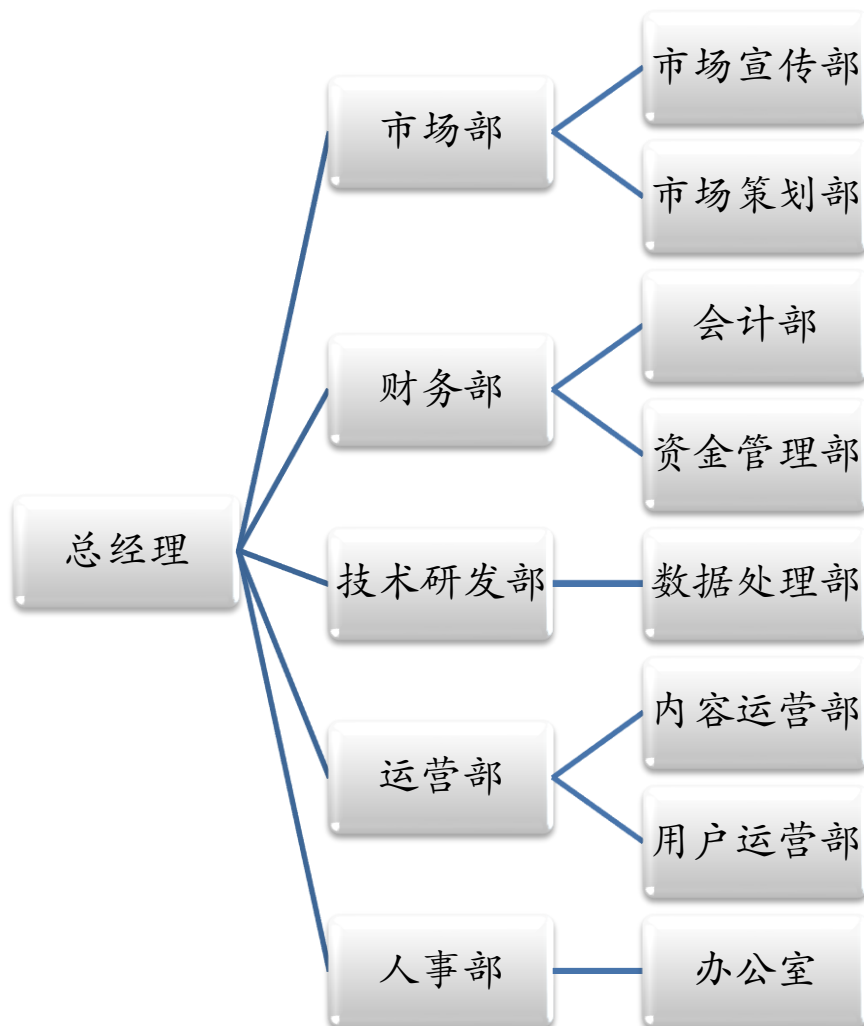 市场宣传部
市场部
市场策划部
会计部
财务部
资金管理部
总经理
技术研发部
数据处理部
内容运营部
运营部
用户运营部
人事部
办公室